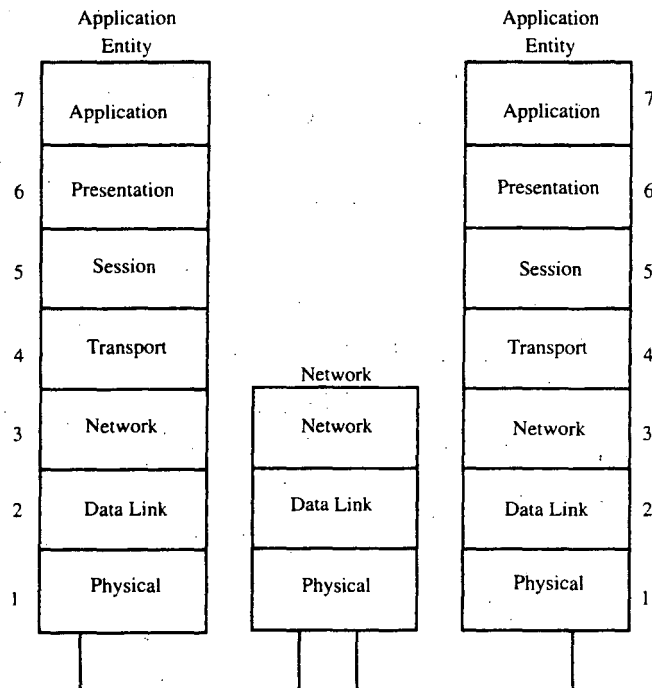 Application
Entity
Application
Entity
7
Application
Application
7
6
Presentation
Presentation
6
5
Session
Session
5
4
Transport
Transport
4
Network
3
Network
Network
Network
3
2
Data Link
Data Link
Data Link
2
1
Physical
Physical
Physical
1